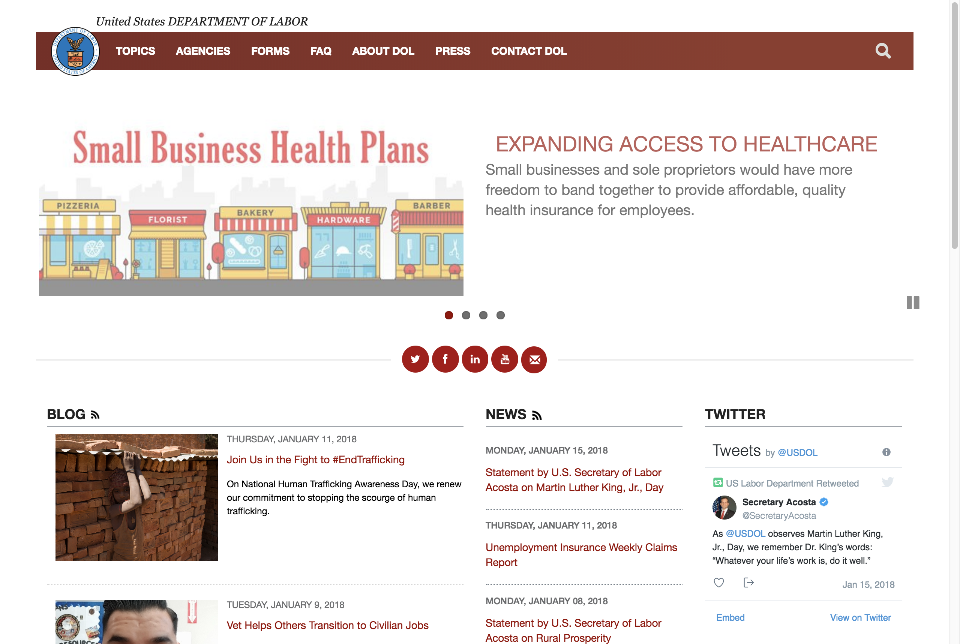 United States DEPARTMENT OF LABOR
TOPICS AGENCIES FORMS FAQ ABOUT DOL PRESS CONTACT DOL
Small Business Health Plans
PIZZERIA
FLORIST
BAKERY
HARDWARE
BARBER
EXPANDING ACCESS TO HEALTHCARE
Small businesses and sole proprietors would have more
freedom to band together to provide affordable, quality
health insurance for employees.
BLOG
THURSDAY, JANUARY 11, 2018
Join Us in the Fight to #EndTrafficking
On National Human Trafficking Awareness Day, we renew
our commitment to stopping the scourge of human
trafficking.
TUESDAY, JANUARY 9, 2018
Vet Helps Others Transition to Civilian Jobs
NEWS
MONDAY, JANUARY 15, 2018
Statement by U.S. Secretary of Labor
Acosta on Martin Luther King, Jr., Day
THURSDAY, JANUARY 11, 2018
Unemployment Insurance Weekly Claims
Report
MONDAY, JANUARY 08, 2018
Statement by U.S. Secretary of Labor
Acosta on Rural Prosperity
TWITTER
Tweets by @USDOL
US Labor Department Retweeted
Secretary Acosta
@SecretaryAcosta
As @USDOL observes Martin Luther King,
Jr., Day, we remember Dr. King's words:
"Whatever your life's work is, do it well."
Jan 15, 2018
Embed View on Twitter